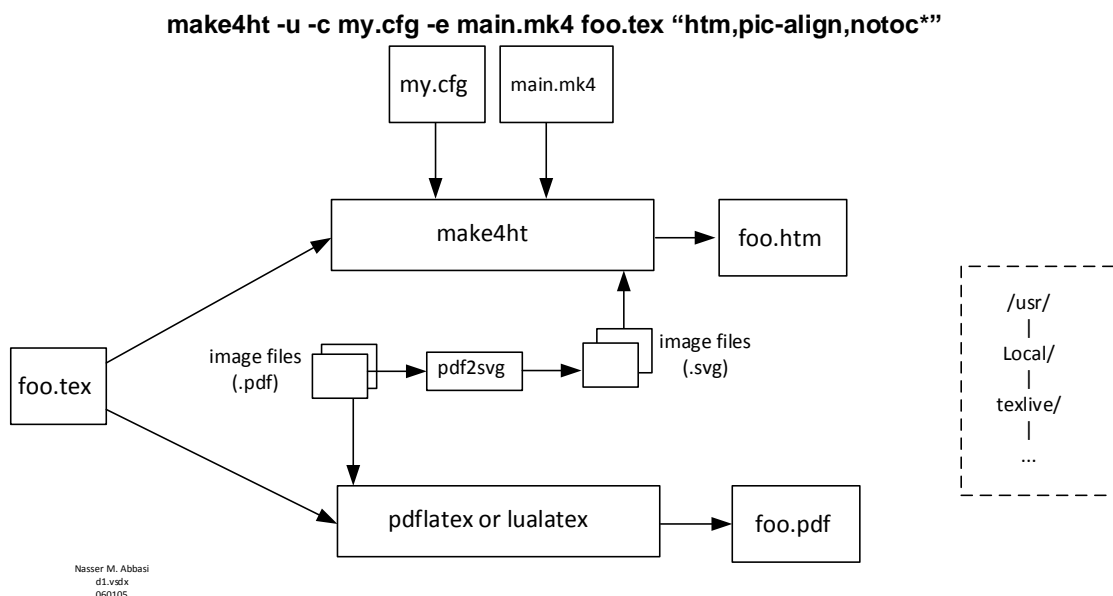 make4ht -u -c my.cfg -e main.mk4 foo.tex “htm,pic-align,notoc*”
my.cfg
main.mk4
make4ht
foo.htm
foo.tex
image files
(.pdf)
pdf2svg
image files
(.svg)
/usr/
|
Local/
|
texlive/
|
...
pdflatex or lualatex
foo.pdf
Nasser M. Abbasi
d1.vsdx
060105